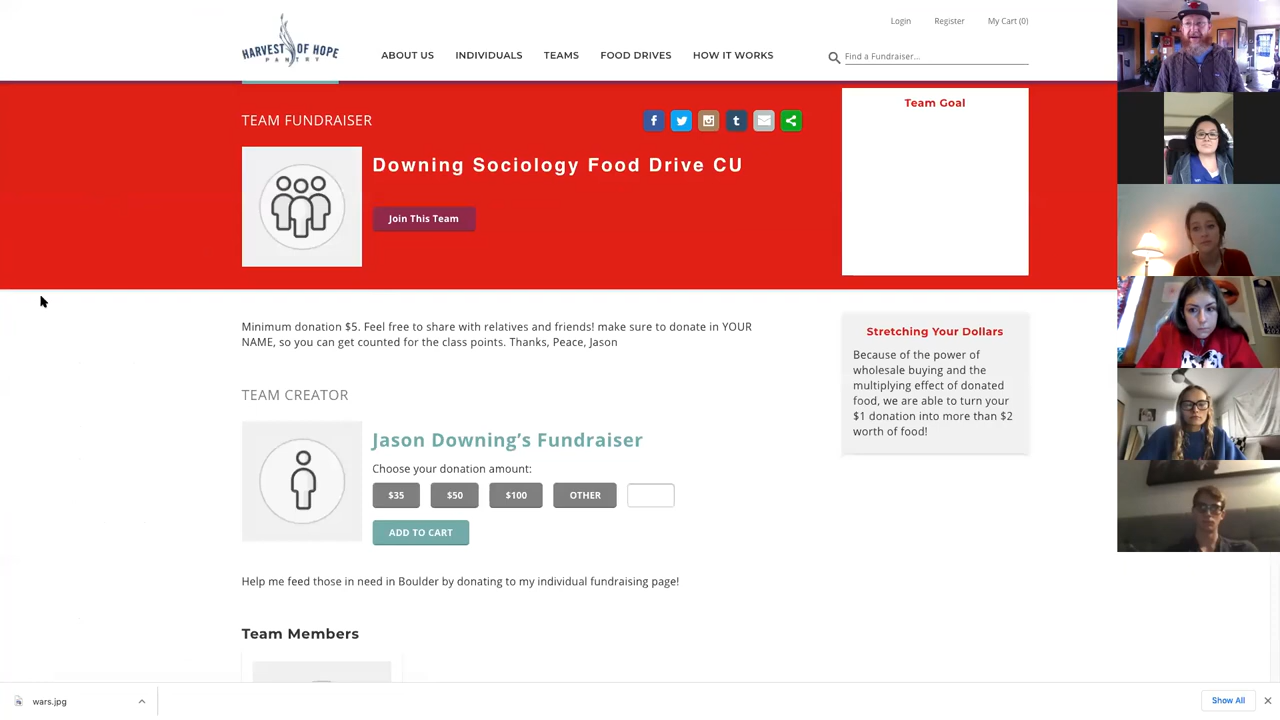 Login Register My Cart (0)
HARVEST OF HOPE
PANTRY
ABOUT US INDIVIDUALS TEAMS FOOD DRIVES HOW IT WORKS
Find a Fundraiser...
TEAM FUNDRAISER
Downing Sociology Food Drive CU
Join This Team
Team Goal
Minimum donation $5. Feel free to share with relatives and friends! make sure to donate in YOUR
NAME, so you can get counted for the class points. Thanks, Peace, Jason
Stretching Your Dollars
Because of the power of
wholesale buying and the
multiplying effect of donated
food, we are able to turn your
$1 donation into more than $2
worth of food!
TEAM CREATOR
Jason Downing's Fundraiser
Choose your donation amount:
$35 $50 $100 OTHER
ADD TO CART
Help me feed those in need in Boulder by donating to my individual fundraising page!
Team Members
wars.jpg
Show All